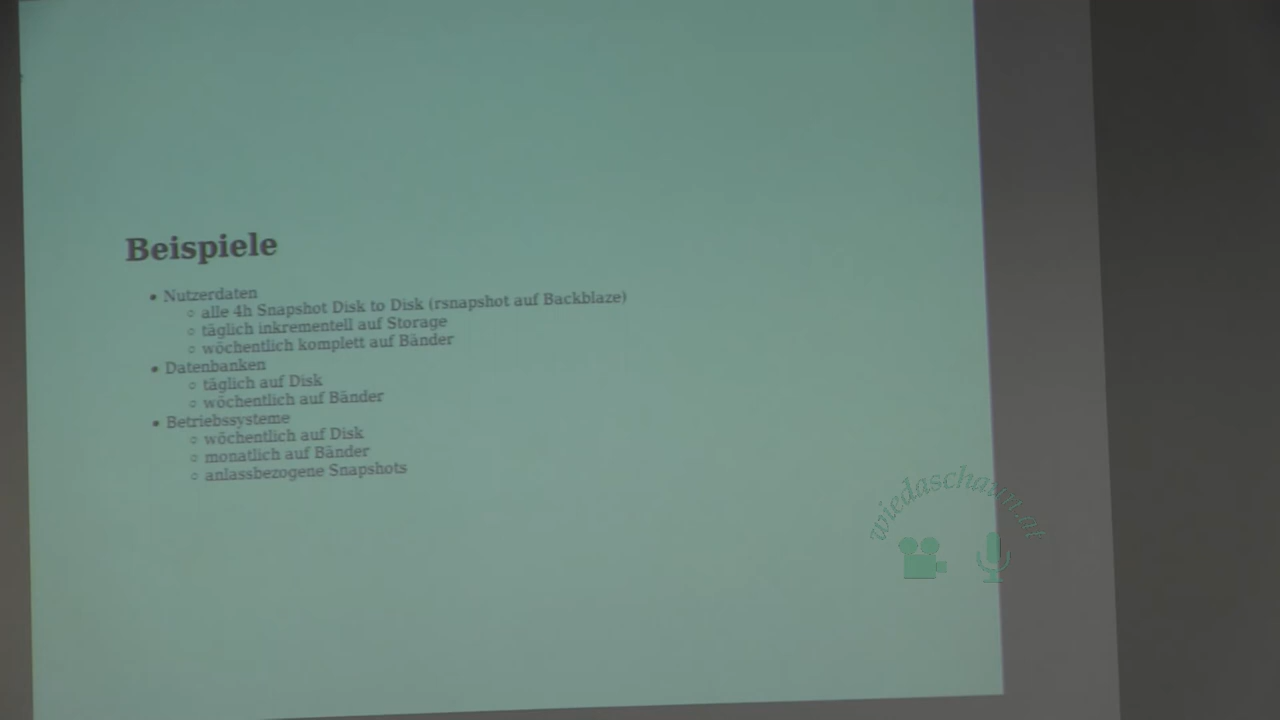 Beispiele
• Nutzerdaten
○ alle 4h Snapshot Disk to Disk (rsnapshot auf Backblaze)
○ täglich inkrementell auf Storage
○ wöchentlich komplett auf Bänder
• Datenbanken
○ täglich auf Disk
○ wöchentlich auf Bänder
• Betriebssysteme
○ wöchentlich auf Disk
○ monatlich auf Bänder
○ anlassbezogene Snapshots
wiedaschaun.at